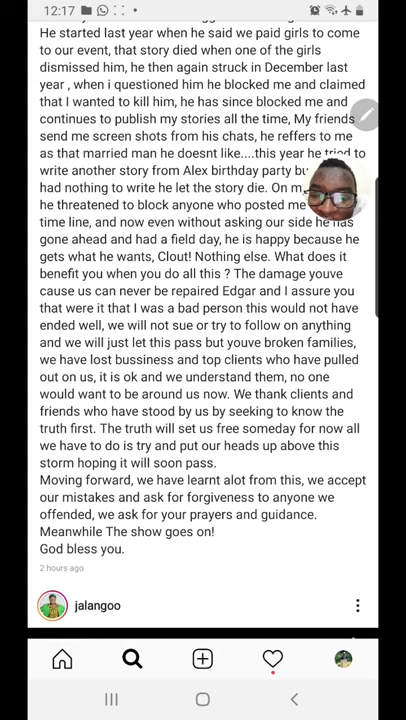 12:17
He started last year when he said we paid girls to come
to our event, that story died when one of the girls
dismissed him, he then again struck in December last
year , when i questioned him he blocked me and claimed
that I wanted to kill him, he has since blocked me and
continues to publish my stories all the time, My friends
send me screen shots from his chats, he reffers to me
as that married man he doesnt like....this year he tried to
write another story from Alex birthday party
had nothing to write he let the story die. On
he threatened to block anyone who posted me
time line, and now even without asking our side he has
gone ahead and had a field day, he is happy because he
gets what he wants, Clout! Nothing else. What does it
benefit you when you do all this ? The damage youve
cause us can never be repaired Edgar and I assure you
that were it that I was a bad person this would not have
ended well, we will not sue or try to follow on anything
and we will just let this pass but youve broken families,
we have lost bussiness and top clients who have pulled
out on us, it is ok and we understand them, no one
would want to be around us now. We thank clients and
friends who have stood by us by seeking to know the
truth first. The truth will set us free someday for now all
we have to do is try and put our heads up above this
storm hoping it will soon pass.
Moving forward, we have learnt alot from this, we accept
our mistakes and ask for forgiveness to anyone we
offended, we ask for your prayers and guidance.
Meanwhile The show goes on!
God bless you.
2 hours ago
jalangoo